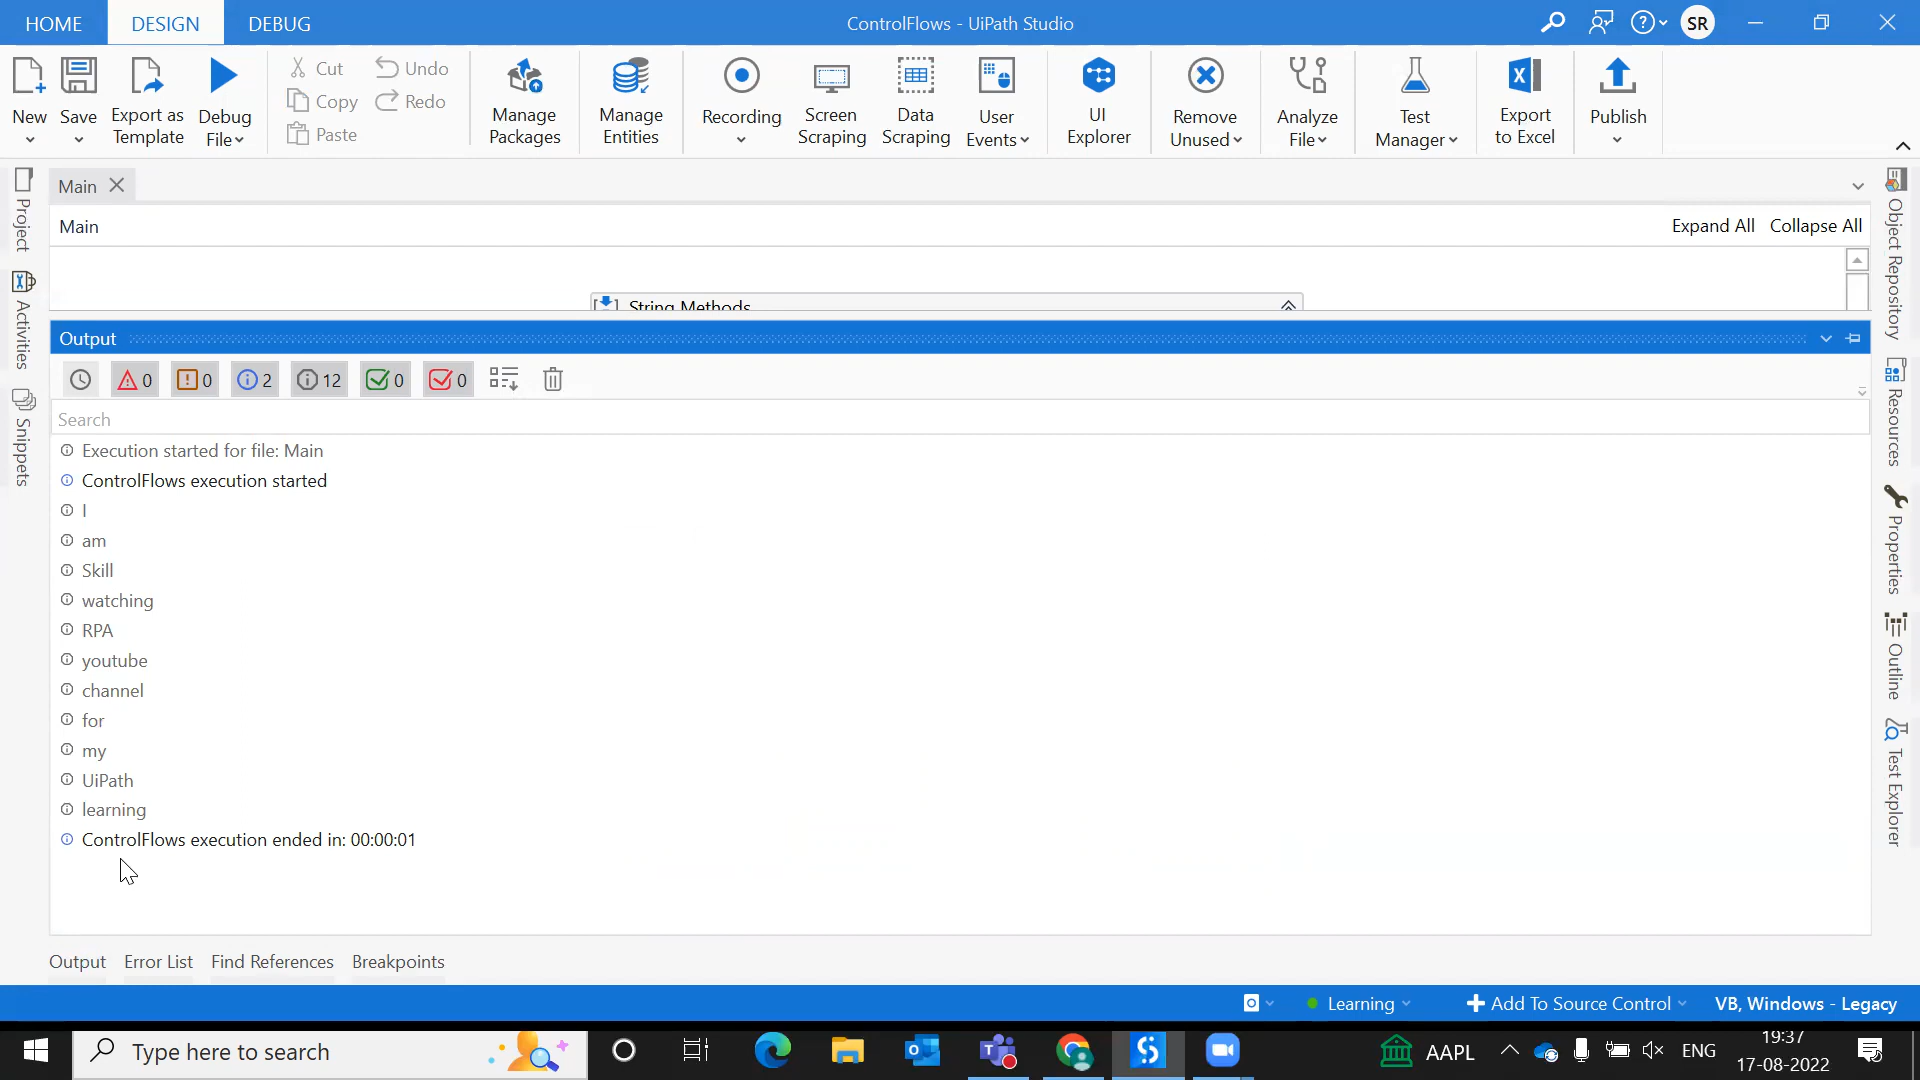 HOME DESIGN DEBUG ControlFlows - UiPath Studio SR
New Save Export as Template Debug File
Cut Copy Paste Undo Redo
Manage Packages
Manage Entities
Recording
Screen Scraping
Data Scraping
User Events
UI Explorer
Remove Unused
Analyze File
Test Manager
Export to Excel
Publish
Main
Main Expand All Collapse All
String Methods
Project
Activities
Snippets
Object Repository
Resources
Properties
Outline
Test Explorer
Output
0 0 2 12 0 0
Search
Execution started for file: Main
ControlFlows execution started
I
am
Skill
watching
RPA
youtube
channel
for
my
UiPath
learning
ControlFlows execution ended in: 00:00:01
Output Error List Find References Breakpoints
Learning Add To Source Control VB, Windows - Legacy
Type here to search AAPL ENG 19:37
17-08-2022